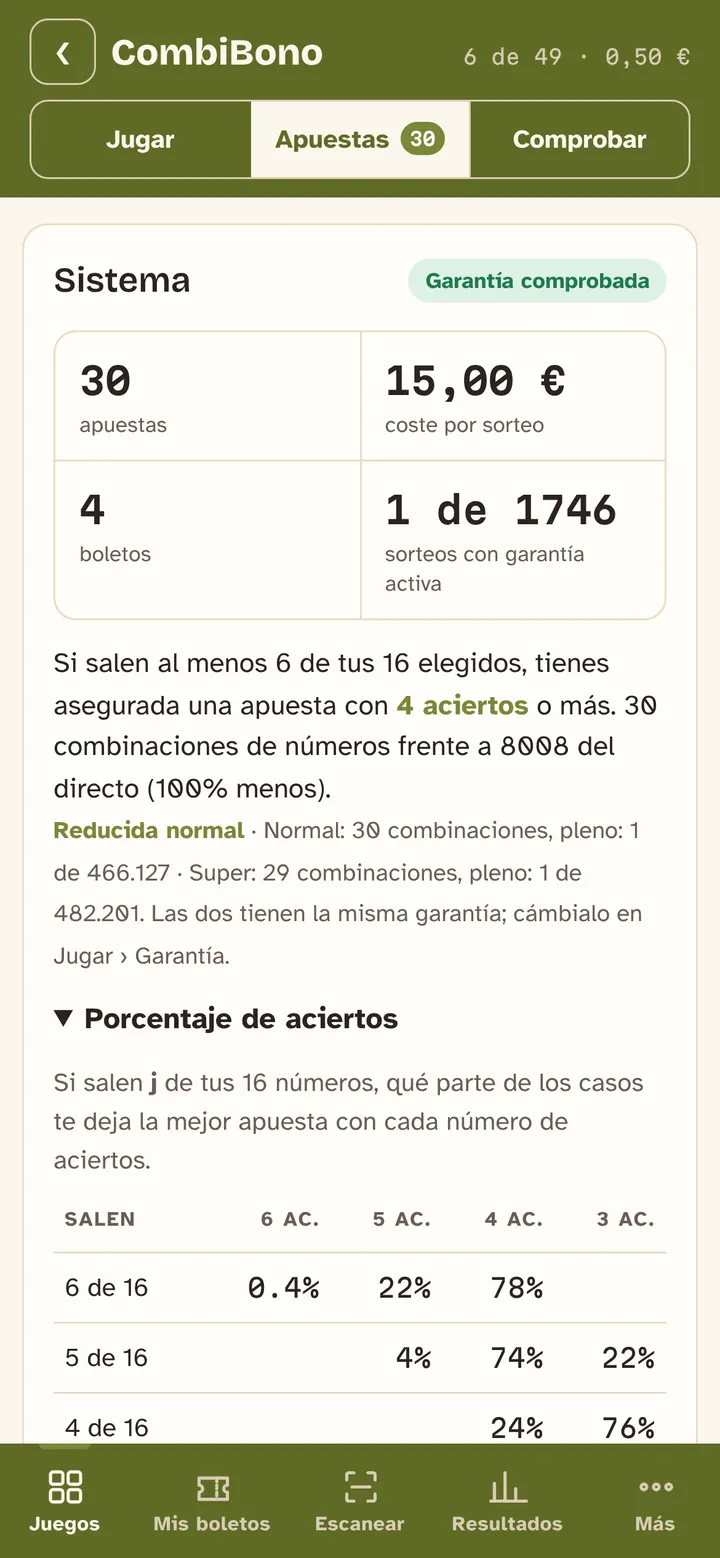 CombiBono
6 de 49 · 0,50 €
Jugar
Apuestas 30
Comprobar
Sistema
Garantía comprobada
30
apuestas
15,00 €
coste por sorteo
4
boletos
1 de 1746
sorteos con garantía
activa
Si salen al menos 6 de tus 16 elegidos, tienes
asegurada una apuesta con 4 aciertos o más. 30
combinaciones de números frente a 8008 del
directo (100% menos).
Reducida normal · Normal: 30 combinaciones, pleno: 1
de 466.127 · Super: 29 combinaciones, pleno: 1 de
482.201. Las dos tienen la misma garantía; cámbialo en
Jugar › Garantía.
▼ Porcentaje de aciertos
Si salen j de tus 16 números, qué parte de los casos
te deja la mejor apuesta con cada número de
aciertos.
SALEN 6 AC. 5 AC. 4 AC. 3 AC.
6 de 16 0.4% 22% 78%
5 de 16 4% 74% 22%
4 de 16 24% 76%
Juegos
Mis boletos
Escanear
Resultados
Más